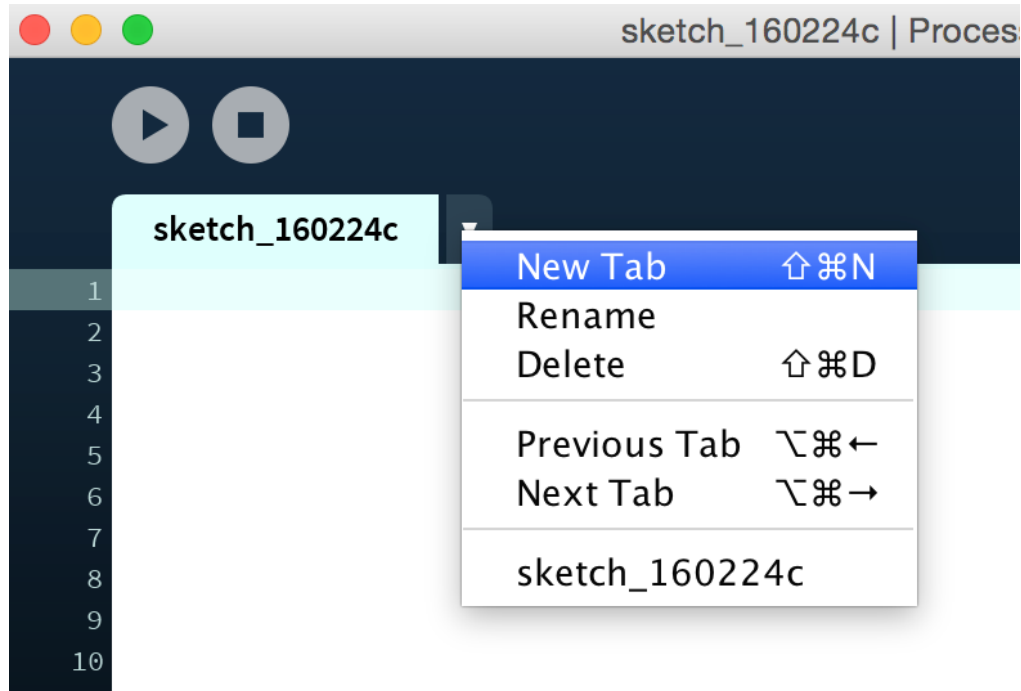 sketch_160224c | Proces
sketch_160224c
New Tab ⇧⌘N
Rename
Delete ⇧⌘D
Previous Tab ⌥⌘←
Next Tab ⌥⌘→
sketch_160224c
1
2
3
4
5
6
7
8
9
10